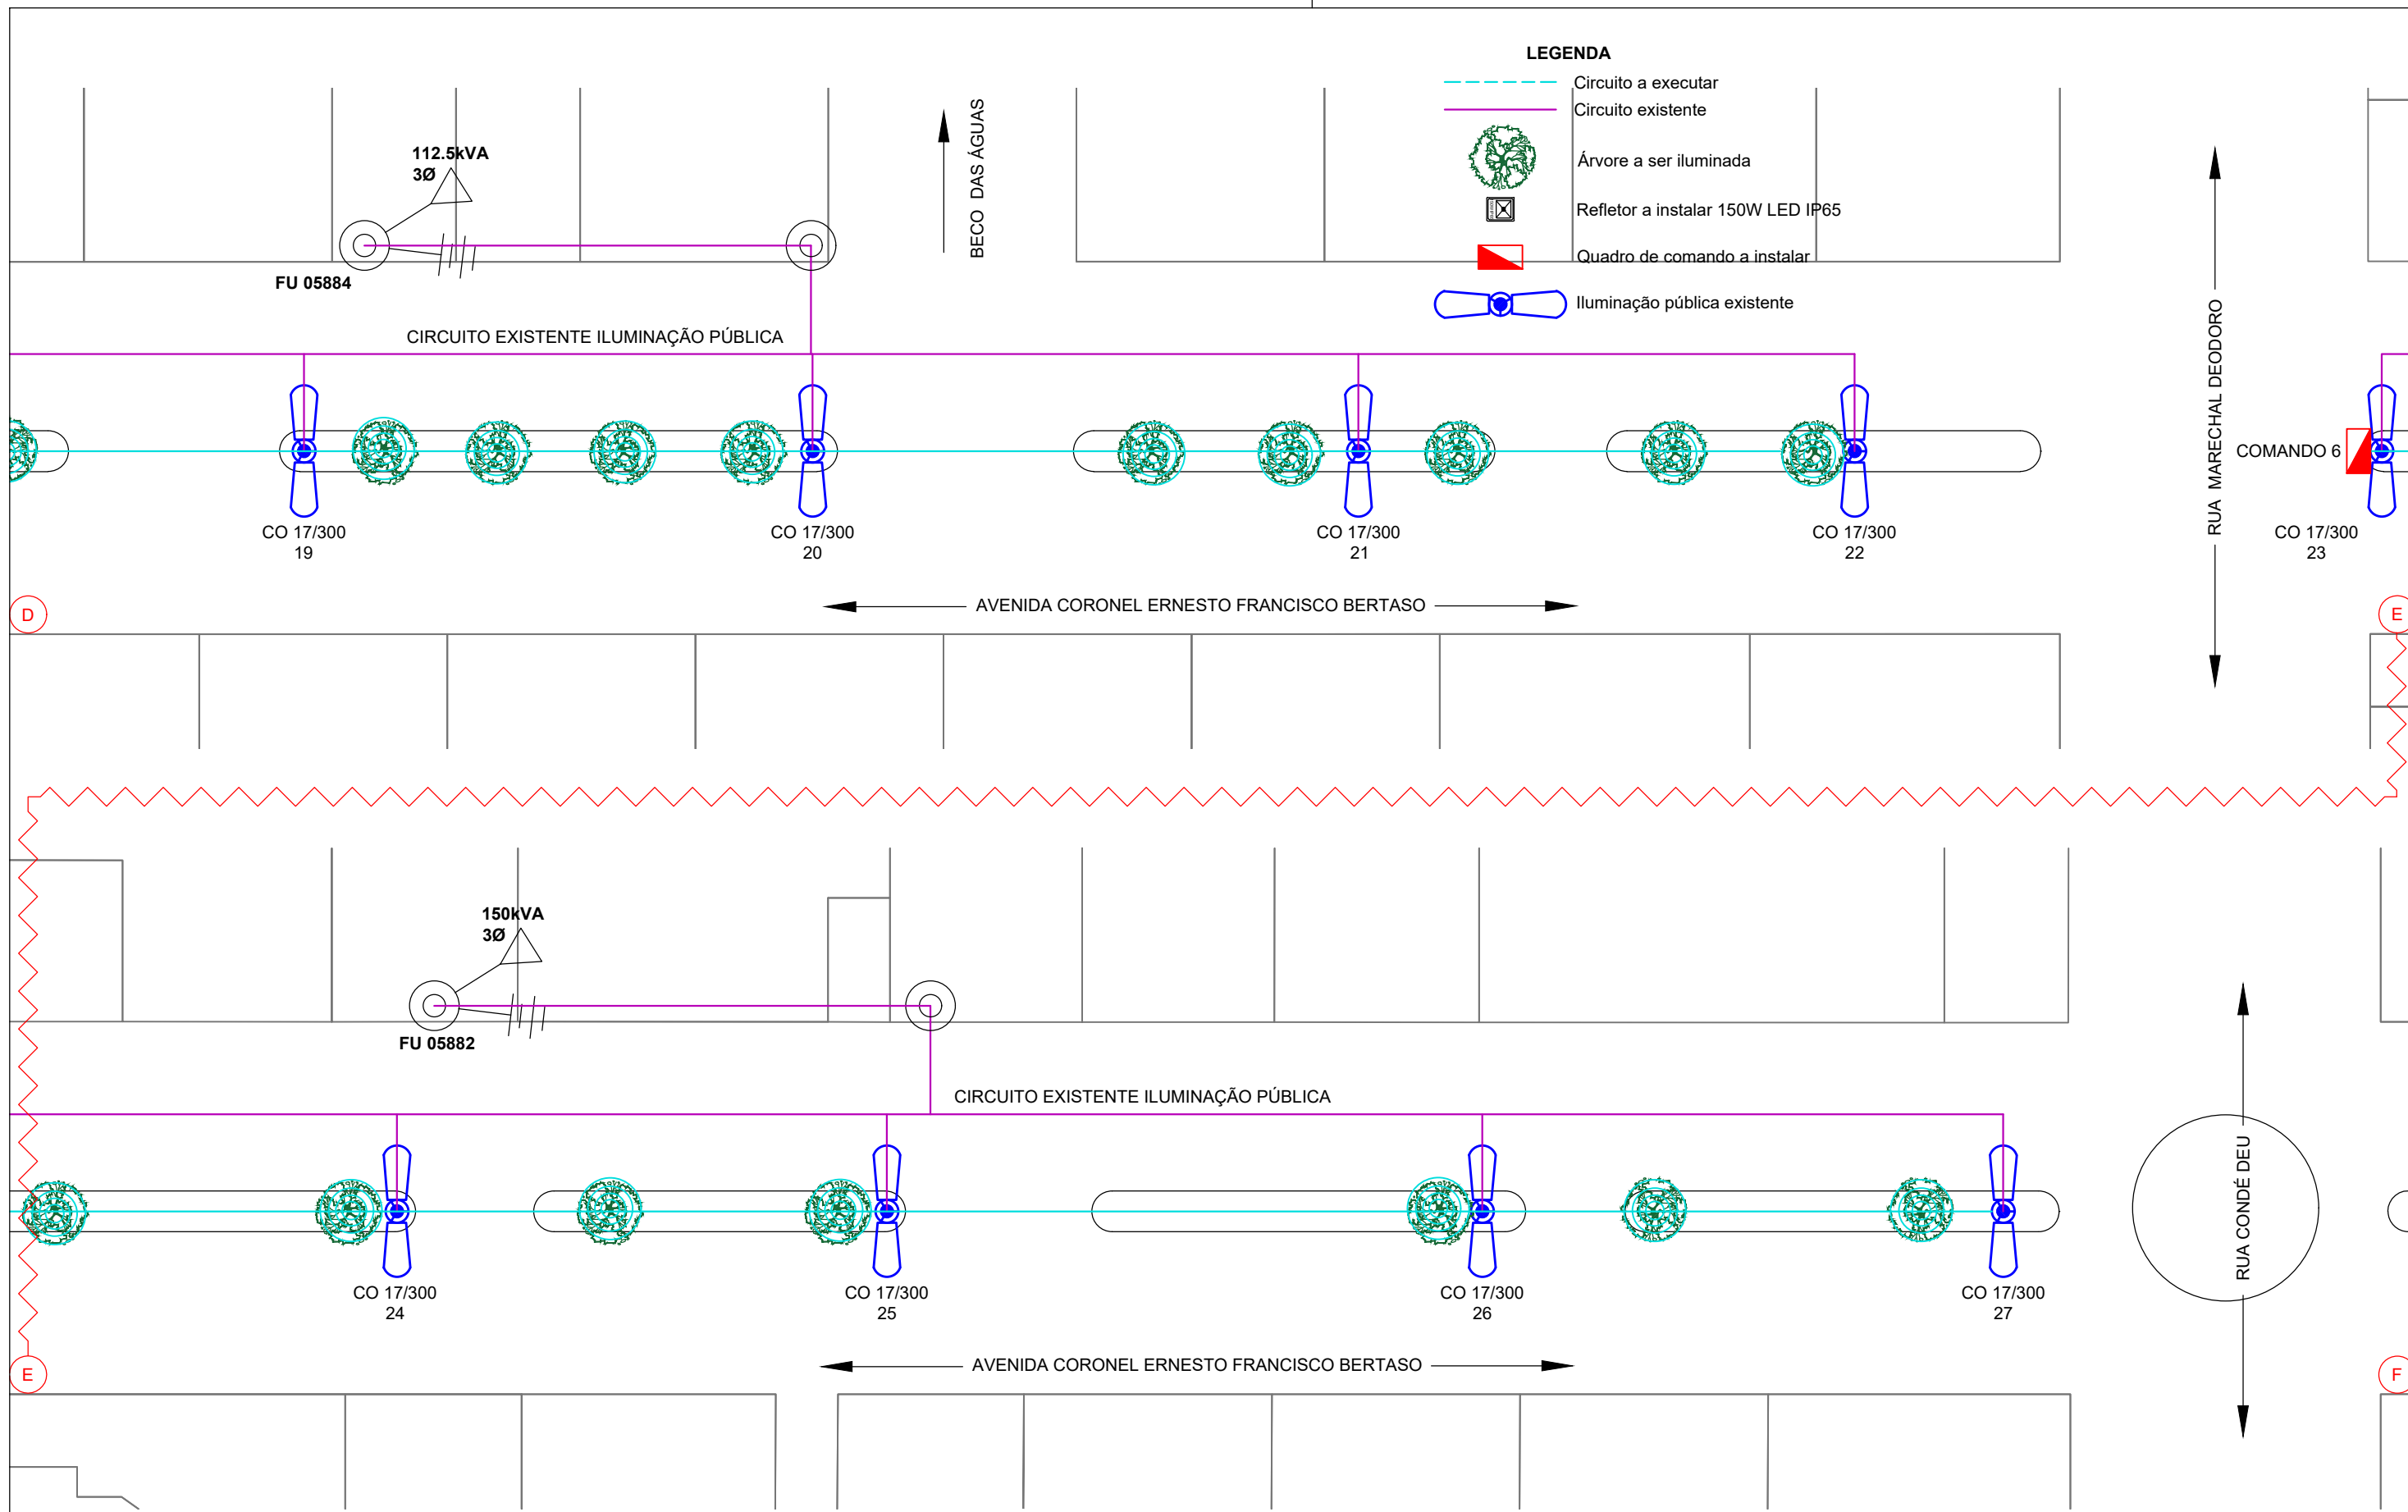 LEGENDA
Circuito a executar
Circuito existente
Árvore a ser iluminada
Refletor a instalar 150W LED IP65
Quadro de comando a instalar
Iluminação pública existente
112.5kVA
3Ø
FU 05884
BECO DAS ÁGUAS
CIRCUITO EXISTENTE ILUMINAÇÃO PÚBLICA
RUA MARECHAL DEODORO
COMANDO 6
CO 17/300
19
CO 17/300
20
CO 17/300
21
CO 17/300
22
CO 17/300
23
D
AVENIDA CORONEL ERNESTO FRANCISCO BERTASO
E
150kVA
3Ø
FU 05882
CIRCUITO EXISTENTE ILUMINAÇÃO PÚBLICA
RUA CONDÉ DEU
CO 17/300
24
CO 17/300
25
CO 17/300
26
CO 17/300
27
E
AVENIDA CORONEL ERNESTO FRANCISCO BERTASO
F